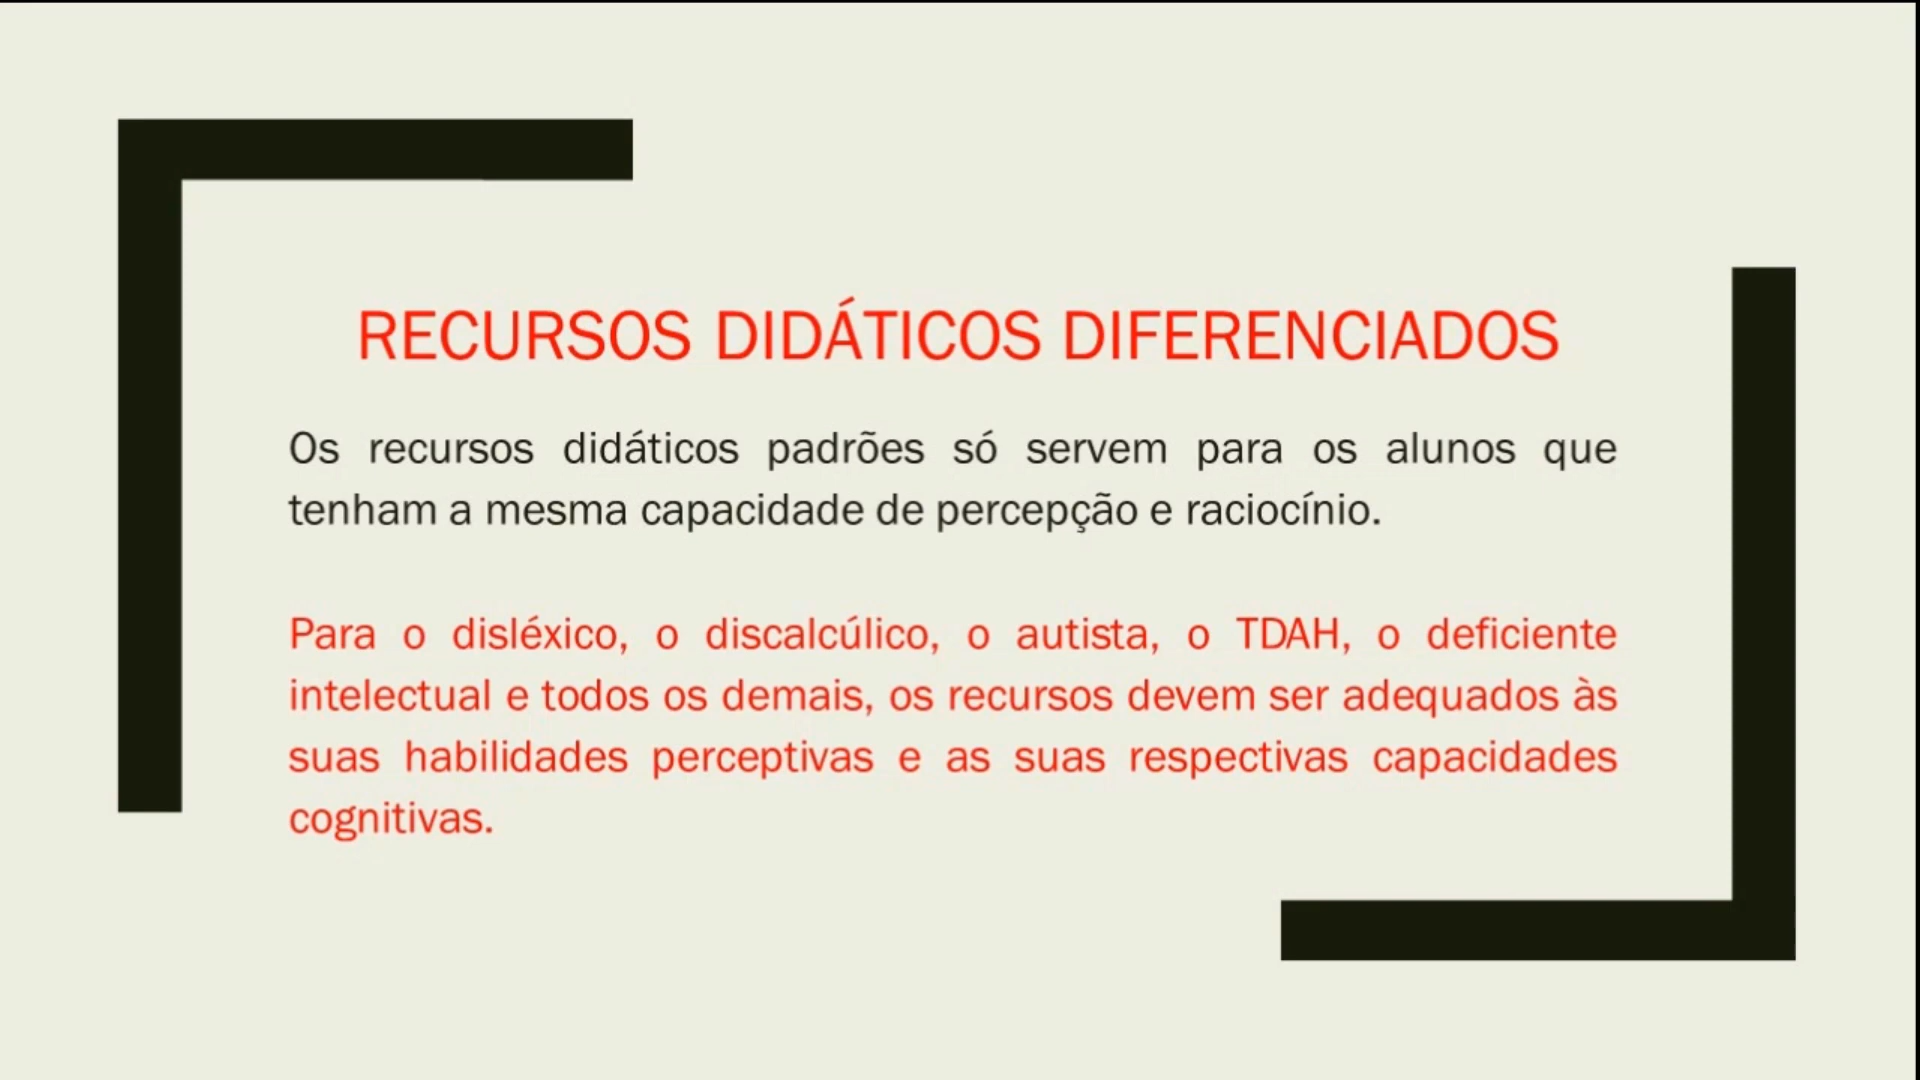 RECURSOS DIDÁTICOS DIFERENCIADOS
Os recursos didáticos padrões só servem para os alunos que
tenham a mesma capacidade de percepção e raciocínio.
Para o disléxico, o discalcúlico, o autista, o TDAH, o deficiente
intelectual e todos os demais, os recursos devem ser adequados às
suas habilidades perceptivas e as suas respectivas capacidades
cognitivas.